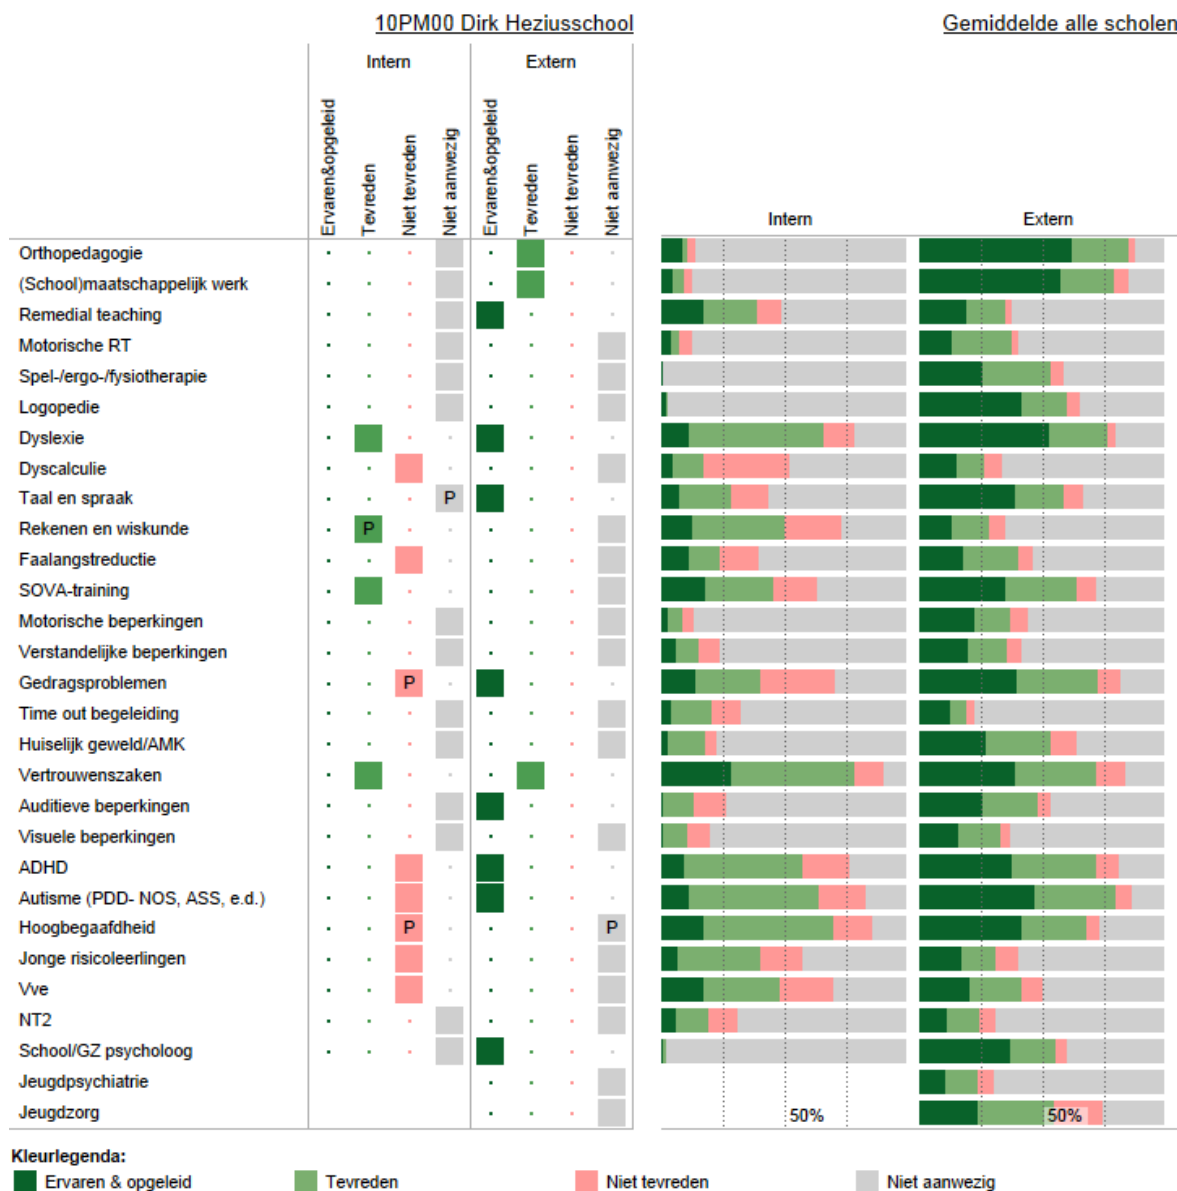 10PM00 Dirk Heziusschool
Gemiddelde alle scholen
Intern
Extern
Ervaren&opgeleid
Tevreden
Niet tevreden
Niet aanwezig
Ervaren&opgeleid
Tevreden
Niet tevreden
Niet aanwezig
Intern
Extern
Orthopedagogie
(School)maatschappelijk werk
Remedial teaching
Motorische RT
Spel-/ergo-/fysiotherapie
Logopedie
Dyslexie
Dyscalculie
Taal en spraak P
Rekenen en wiskunde P
Faalangstreductie
SOVA-training
Motorische beperkingen
Verstandelijke beperkingen
Gedragsproblemen P
Time out begeleiding
Huiselijk geweld/AMK
Vertrouwenszaken
Auditieve beperkingen
Visuele beperkingen
ADHD
Autisme (PDD- NOS, ASS, e.d.)
Hoogbegaafdheid P P
Jonge risicoleerlingen
Vve
NT2
School/GZ psycholoog
Jeugdpsychiatrie
Jeugdzorg
50%
50%
Kleurlegenda:
Ervaren & opgeleid
Tevreden
Niet tevreden
Niet aanwezig